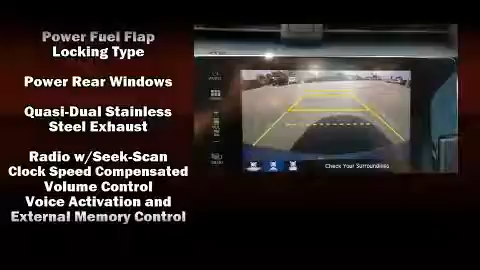 Power Fuel Flap
Locking Type
Power Rear Windows
Quasi-Dual Stainless
Steel Exhaust
Radio w/Seek-Scan
Clock Speed Compensated
Volume Control
Voice Activation and
External Memory Control
Check Your Surroundings